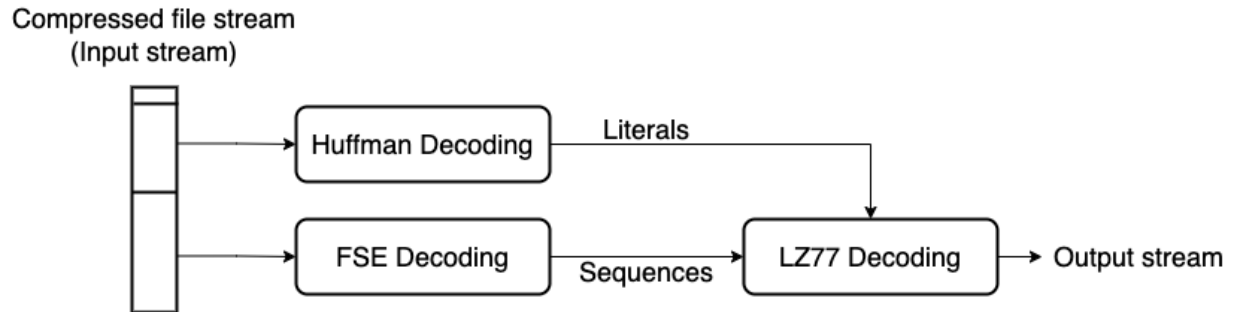 Compressed file stream
(Input stream)
Huffman Decoding
Literals
FSE Decoding
Sequences
LZ77 Decoding
Output stream